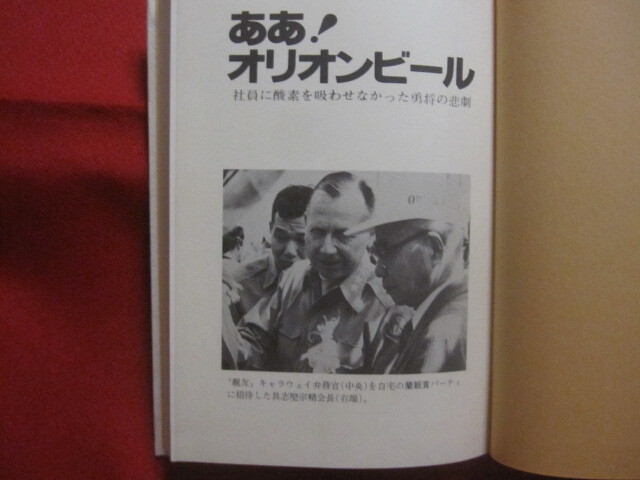 ああ!
オリオンビール
社員に酸素を吸わせなかった勇将の悲劇
「親友」キャラウェイ弁務官(中央)を自宅の蘭観賞パーティ
に招待した具志堅宗精会長(右端)。